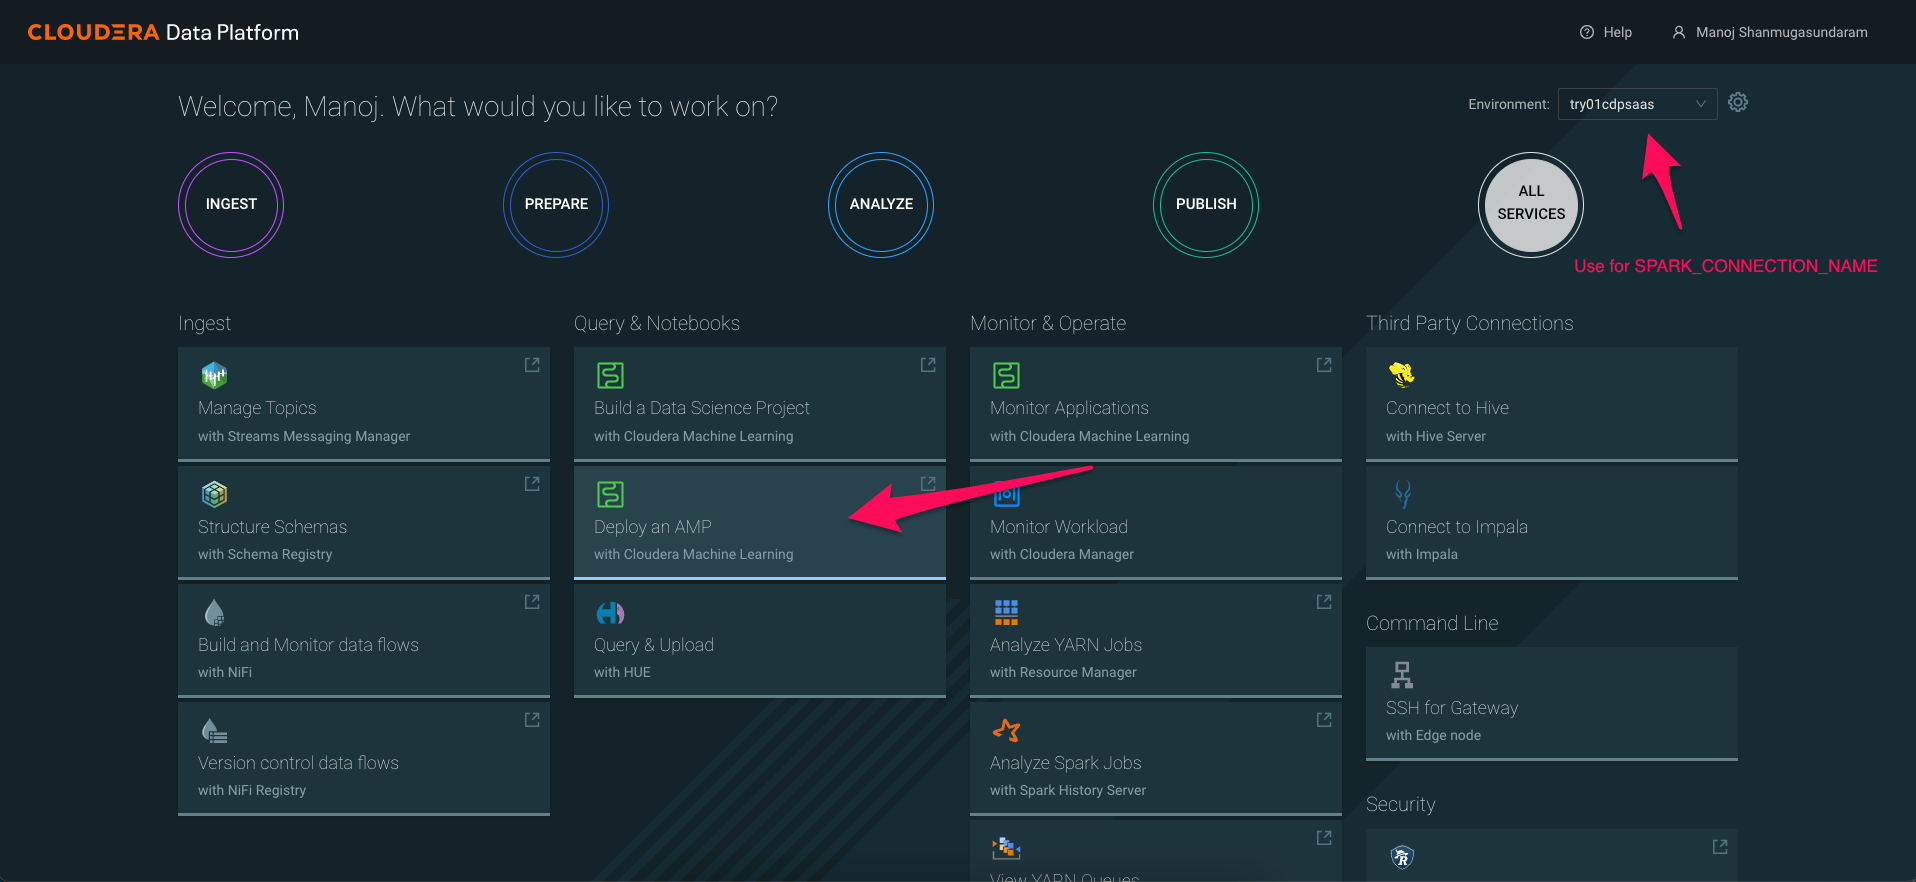 CLOUDERA Data Platform
Help
Manoj Shanmugasundaram
Welcome, Manoj. What would you like to work on?
Environment: try01cdpsaas
INGEST
PREPARE
ANALYZE
PUBLISH
ALL
SERVICES
Use for SPARK_CONNECTION_NAME
Ingest
Manage Topics
with Streams Messaging Manager
Structure Schemas
with Schema Registry
Build and Monitor data flows
with NiFi
Version control data flows
with NiFi Registry
Query & Notebooks
Build a Data Science Project
with Cloudera Machine Learning
Deploy an AMP
with Cloudera Machine Learning
Query & Upload
with HUE
Monitor & Operate
Monitor Applications
with Cloudera Machine Learning
Monitor Workload
with Cloudera Manager
Analyze YARN Jobs
with Resource Manager
Analyze Spark Jobs
with Spark History Server
View YARN Queues
Third Party Connections
Connect to Hive
with Hive Server
Connect to Impala
with Impala
Command Line
SSH for Gateway
with Edge node
Security